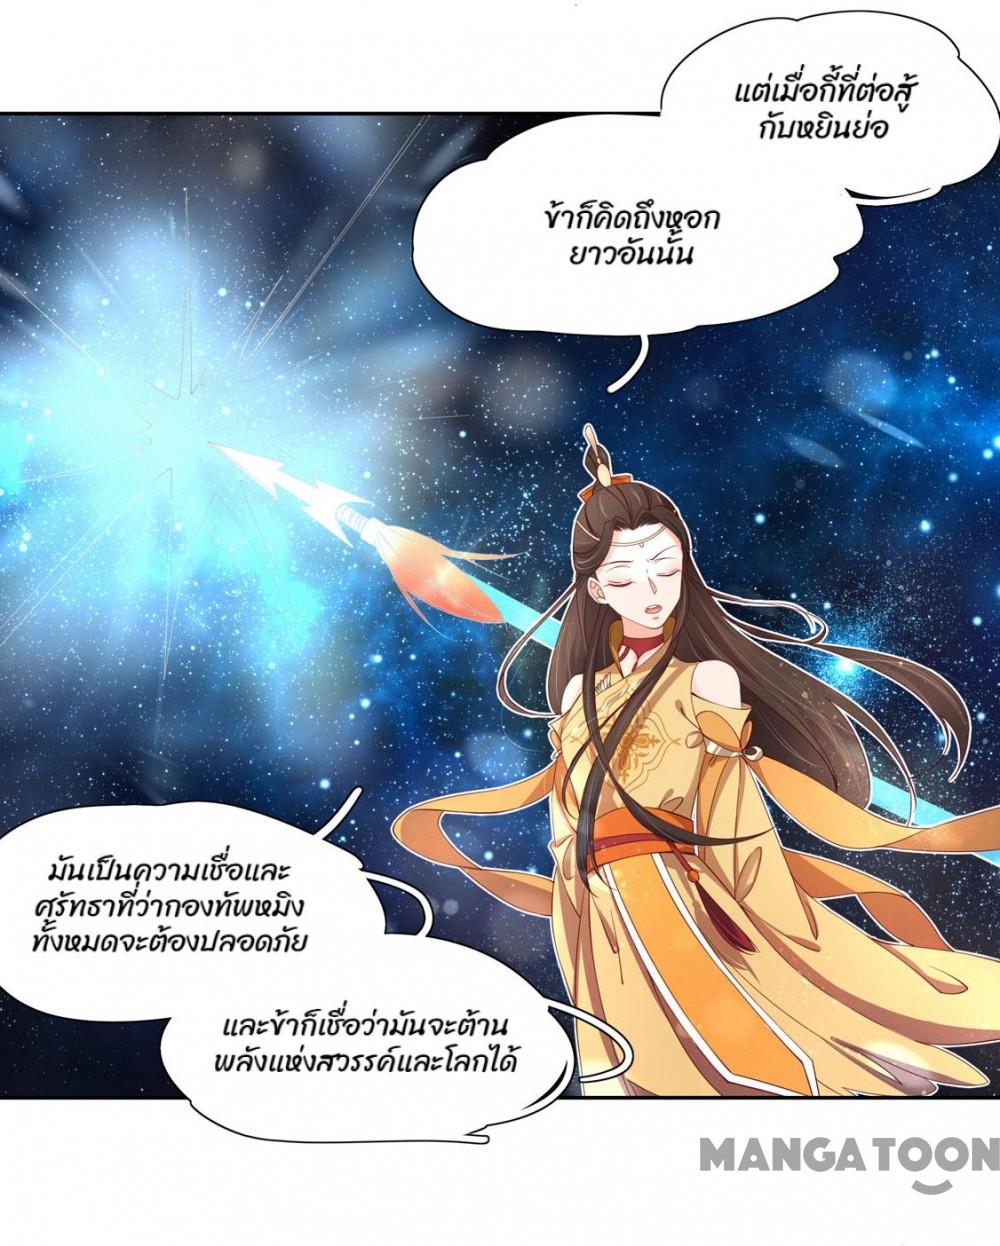 แต่เมื่อกี้ที่ต่อสู้
กับหยินย่อ
ข้าก็คิดถึงหอก
ยาวอันนั้น
มันเป็นความเชื่อและ
ศรัทธาที่ว่ากองทัพหมิง
ทั้งหมดจะต้องปลอดภัย
และข้าก็เชื่อว่ามันจะต้าน
พลังแห่งสวรรค์และโลกได้
MANGATOON